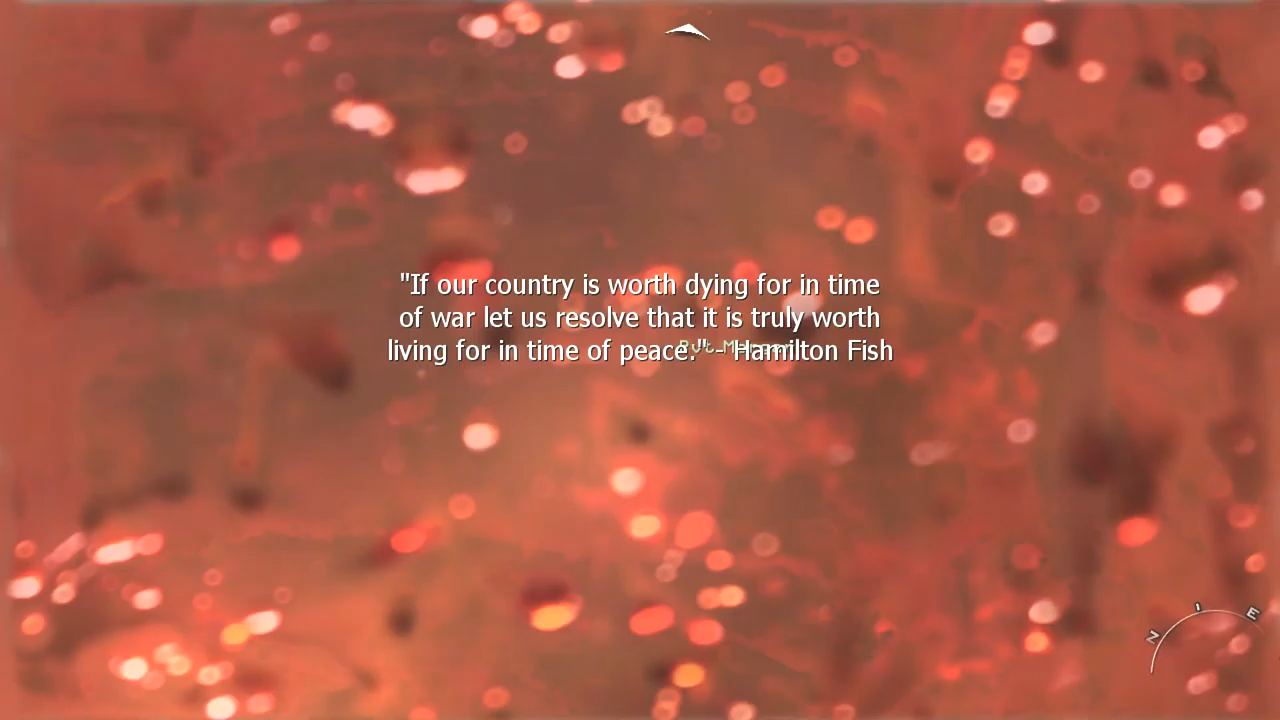 "If our country is worth dying for in time
of war let us resolve that it is truly worth
living for in time of peace." - Hamilton Fish
N
E